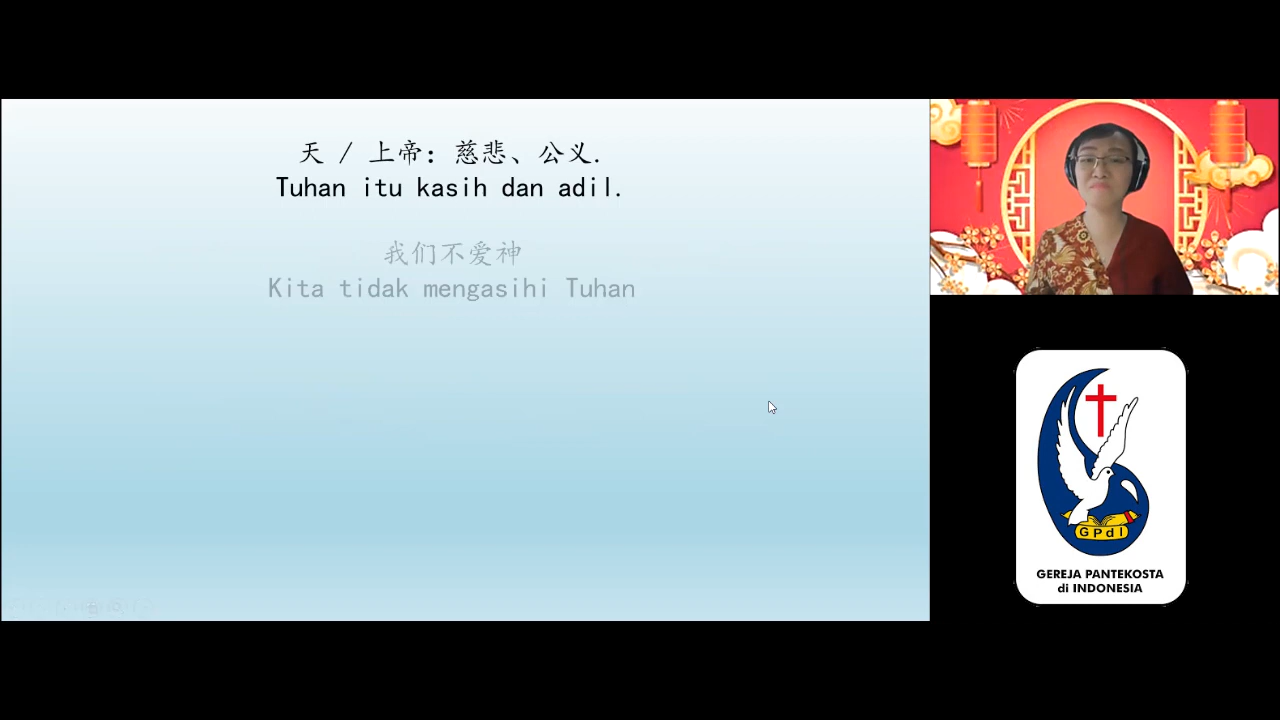 天 / 上帝：慈悲、公义.
Tuhan itu kasih dan adil.
我们不爱神
Kita tidak mengasihi Tuhan
GPdI
GEREJA PANTEKOSTA
di INDONESIA